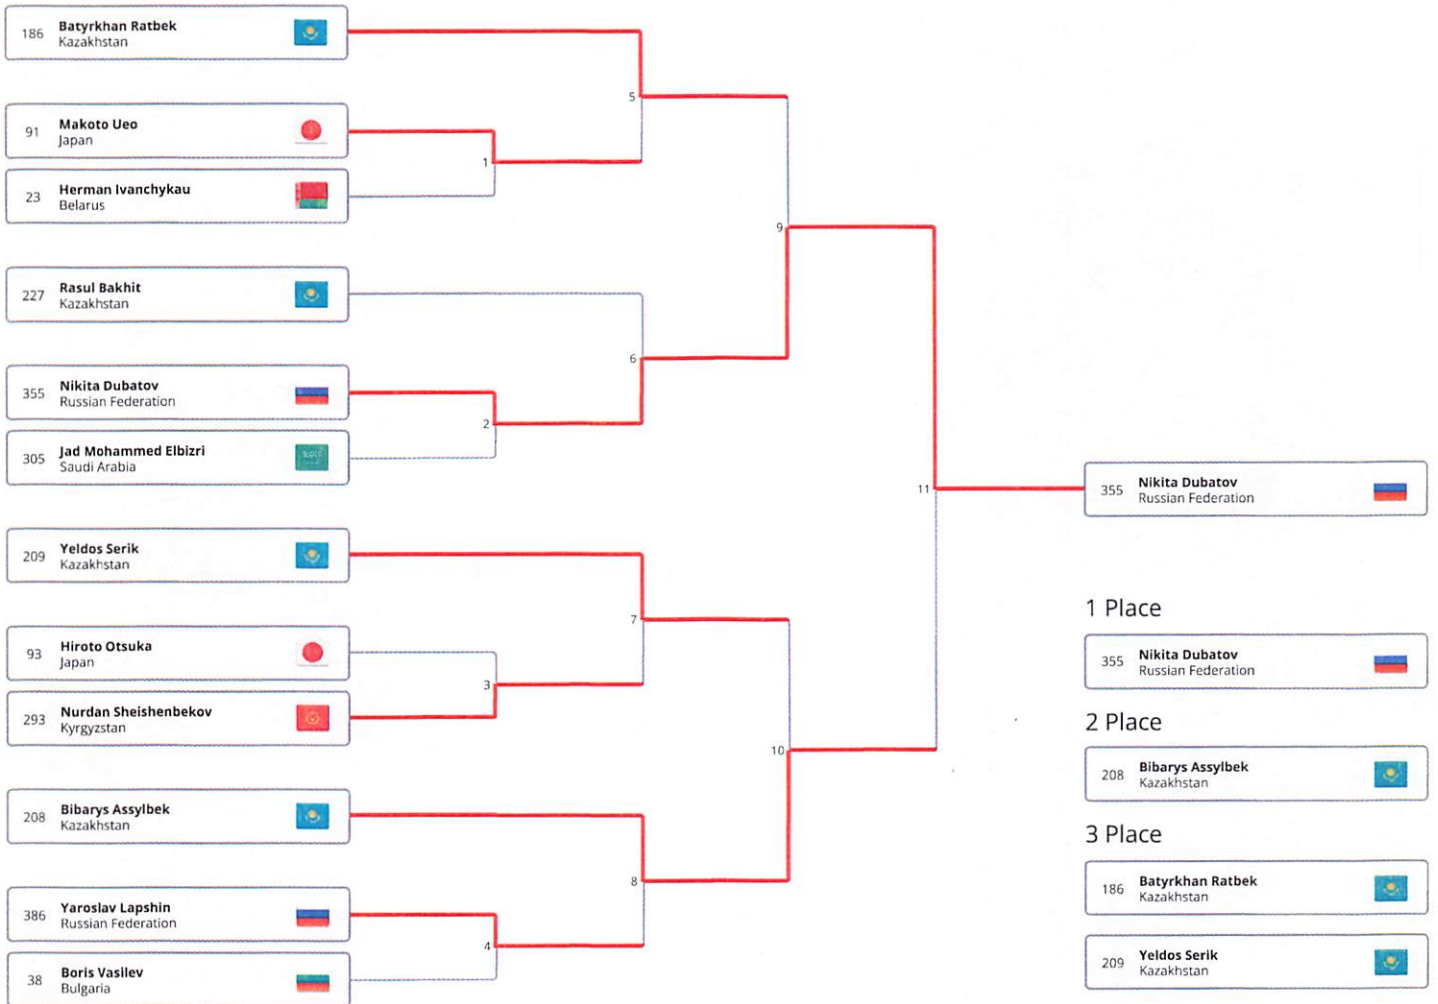 186 Batyrkhan Ratbek
Kazakhstan
5
91 Makoto Ueo
Japan
1
23 Herman Ivanchykau
Belarus
9
227 Rasul Bakhit
Kazakhstan
6
355 Nikita Dubatov
Russian Federation
2
305 Jad Mohammed Elbizri
Saudi Arabia
11
355 Nikita Dubatov
Russian Federation
209 Yeldos Serik
Kazakhstan
7
93 Hiroto Otsuka
Japan
3
293 Nurdan Sheishenbekov
Kyrgyzstan
10
208 Bibarys Assylbek
Kazakhstan
8
386 Yaroslav Lapshin
Russian Federation
4
38 Boris Vasilev
Bulgaria
1 Place
355 Nikita Dubatov
Russian Federation
2 Place
208 Bibarys Assylbek
Kazakhstan
3 Place
186 Batyrkhan Ratbek
Kazakhstan
209 Yeldos Serik
Kazakhstan